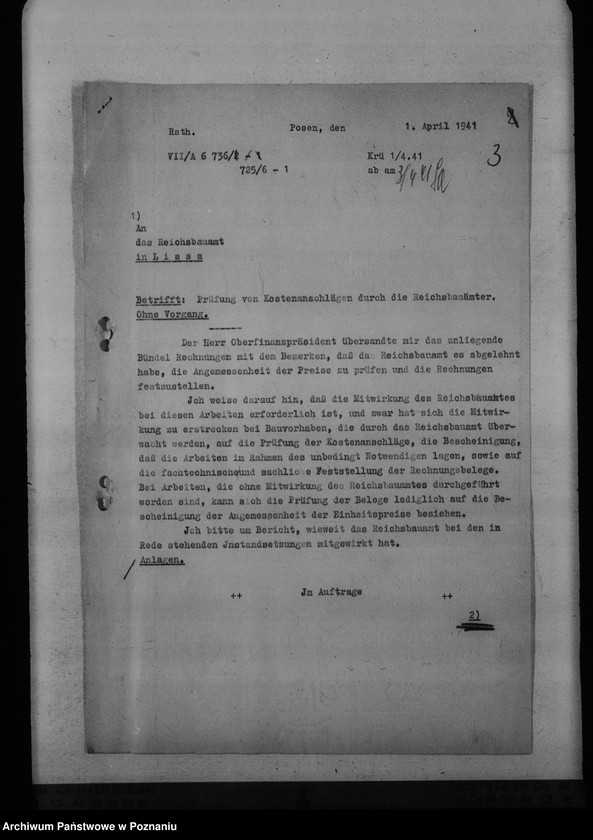 Rsth.
Posen, den 1. April 1941
3
VII/A 6 736/
725/6 - 1
Krü 1/4.41
ab am
1)
An
das Reichsbauamt
in Lissa
Betrifft: Prüfung von Kostenanschlägen durch die Reichsbauämter.
Ohne Vorgang.
Der Herr Oberfinanzpräsident übersandte mir das anliegende
Bündel Rechnungen mit dem Bemerken, daß das Reichsbauamt es abgelehnt
habe, die Angemessenheit der Preise zu prüfen und die Rechnungen
festzustellen.
Ich weise darauf hin, daß die Mitwirkung des Reichsbauamtes
bei diesen Arbeiten erforderlich ist, und zwar hat sich die Mitwir-
kung zu erstrecken bei Bauvorhaben, die durch das Reichsbauamt über-
wacht werden, auf die Prüfung der Kostenanschläge, die Bescheinigung,
daß die Arbeiten im Rahmen des unbedingt Notwendigen lagen, sowie auf
die fachtechnischeund sachliche Feststellung der Rechnungsbelege.
Bei Arbeiten, die ohne Mitwirkung des Reichsbauamtes durchgeführt
worden sind, kann sich die Prüfung der Belege lediglich auf die Be-
scheinigung der Angemessenheit der Einheitspreise beziehen.
Jch bitte um Bericht, wieweit das Reichsbauamt bei den in
Rede stehenden Jnstandsetzungen mitgewirkt hat.
Anlagen.
++ Jm Auftrage ++
2)
Archiwum Państwowe w Poznaniu